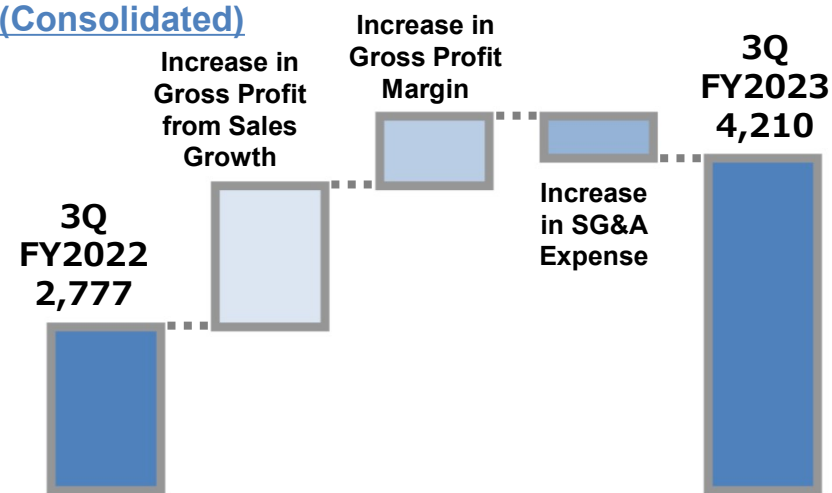 (Consolidated)
Increase in
Gross Profit
from Sales
Growth
Increase in
Gross Profit
Margin
3Q
FY2023
4,210
3Q
FY2022
2,777
Increase
in SG&A
Expense